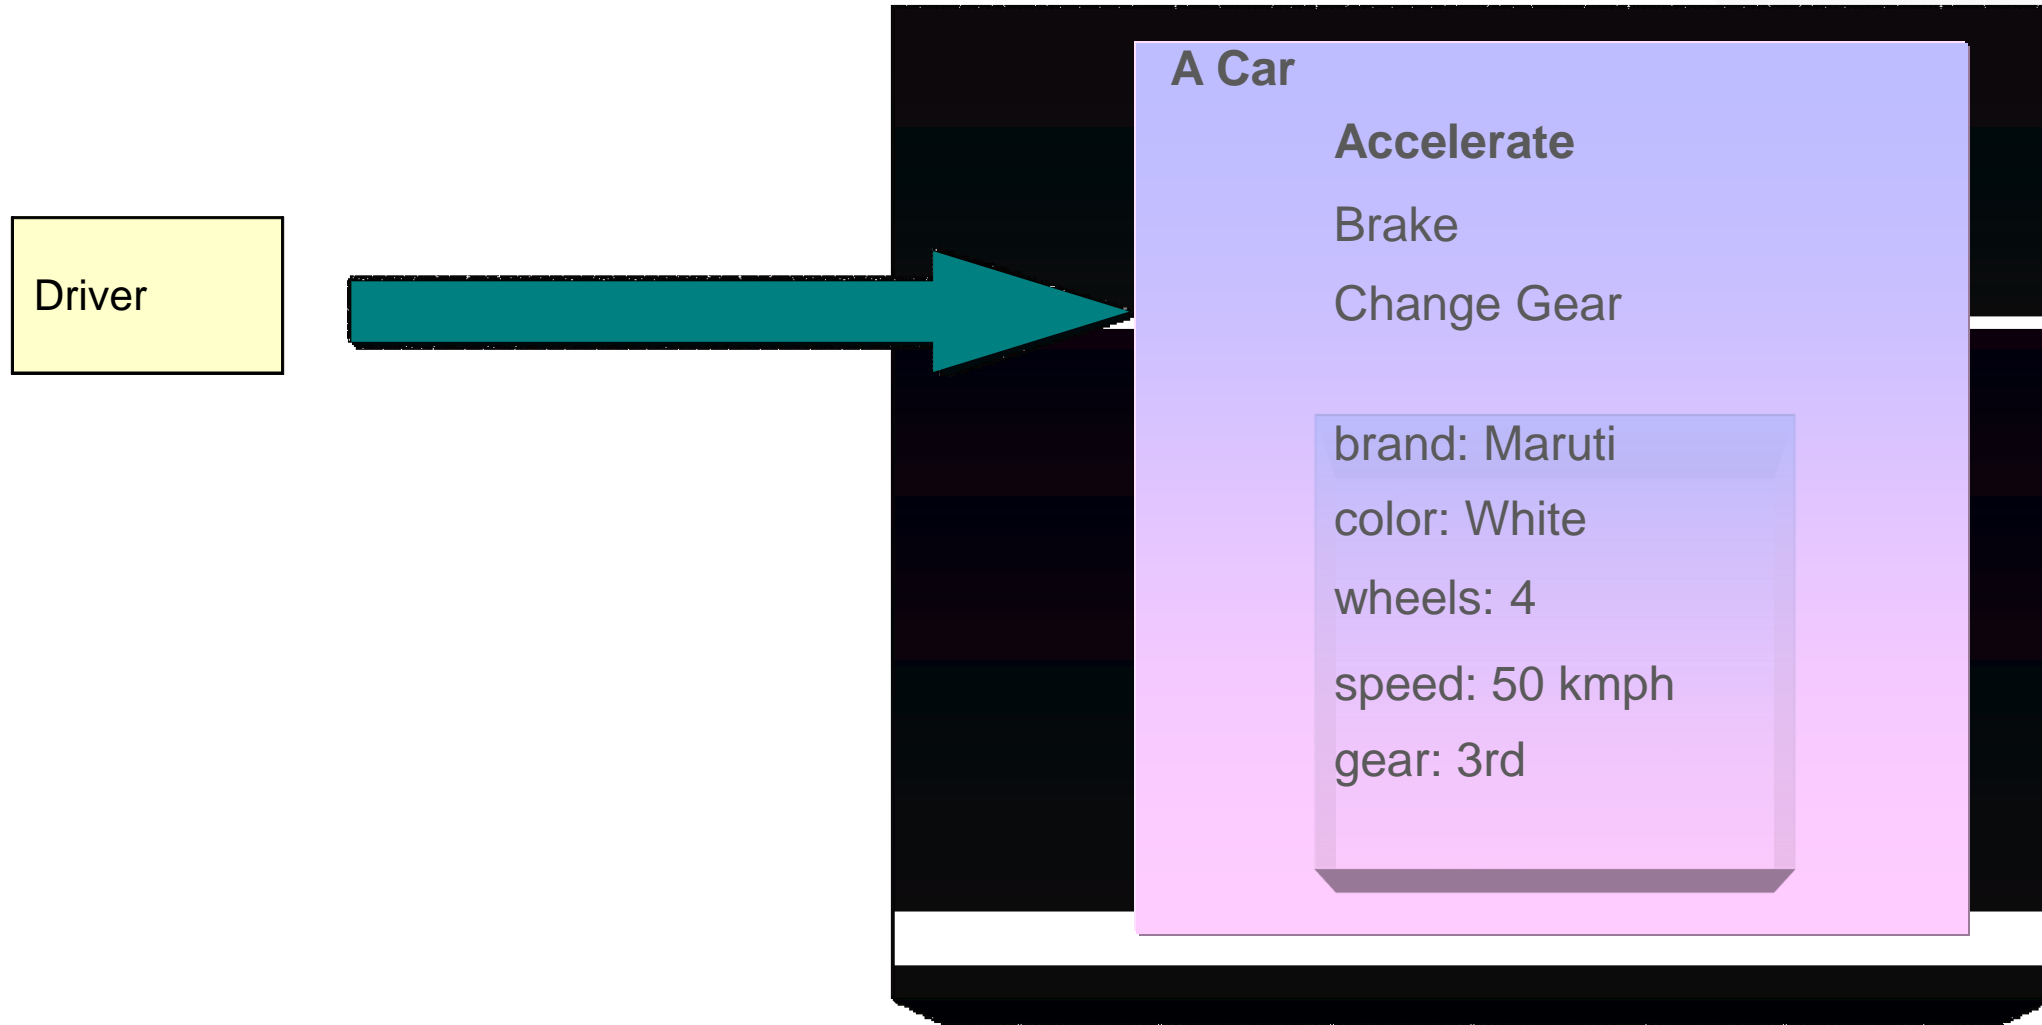 A Car
Accelerate
Brake
Driver
Change Gear
brand: Maruti
color: White
wheels: 4
speed: 50 kmph
gear: 3rd